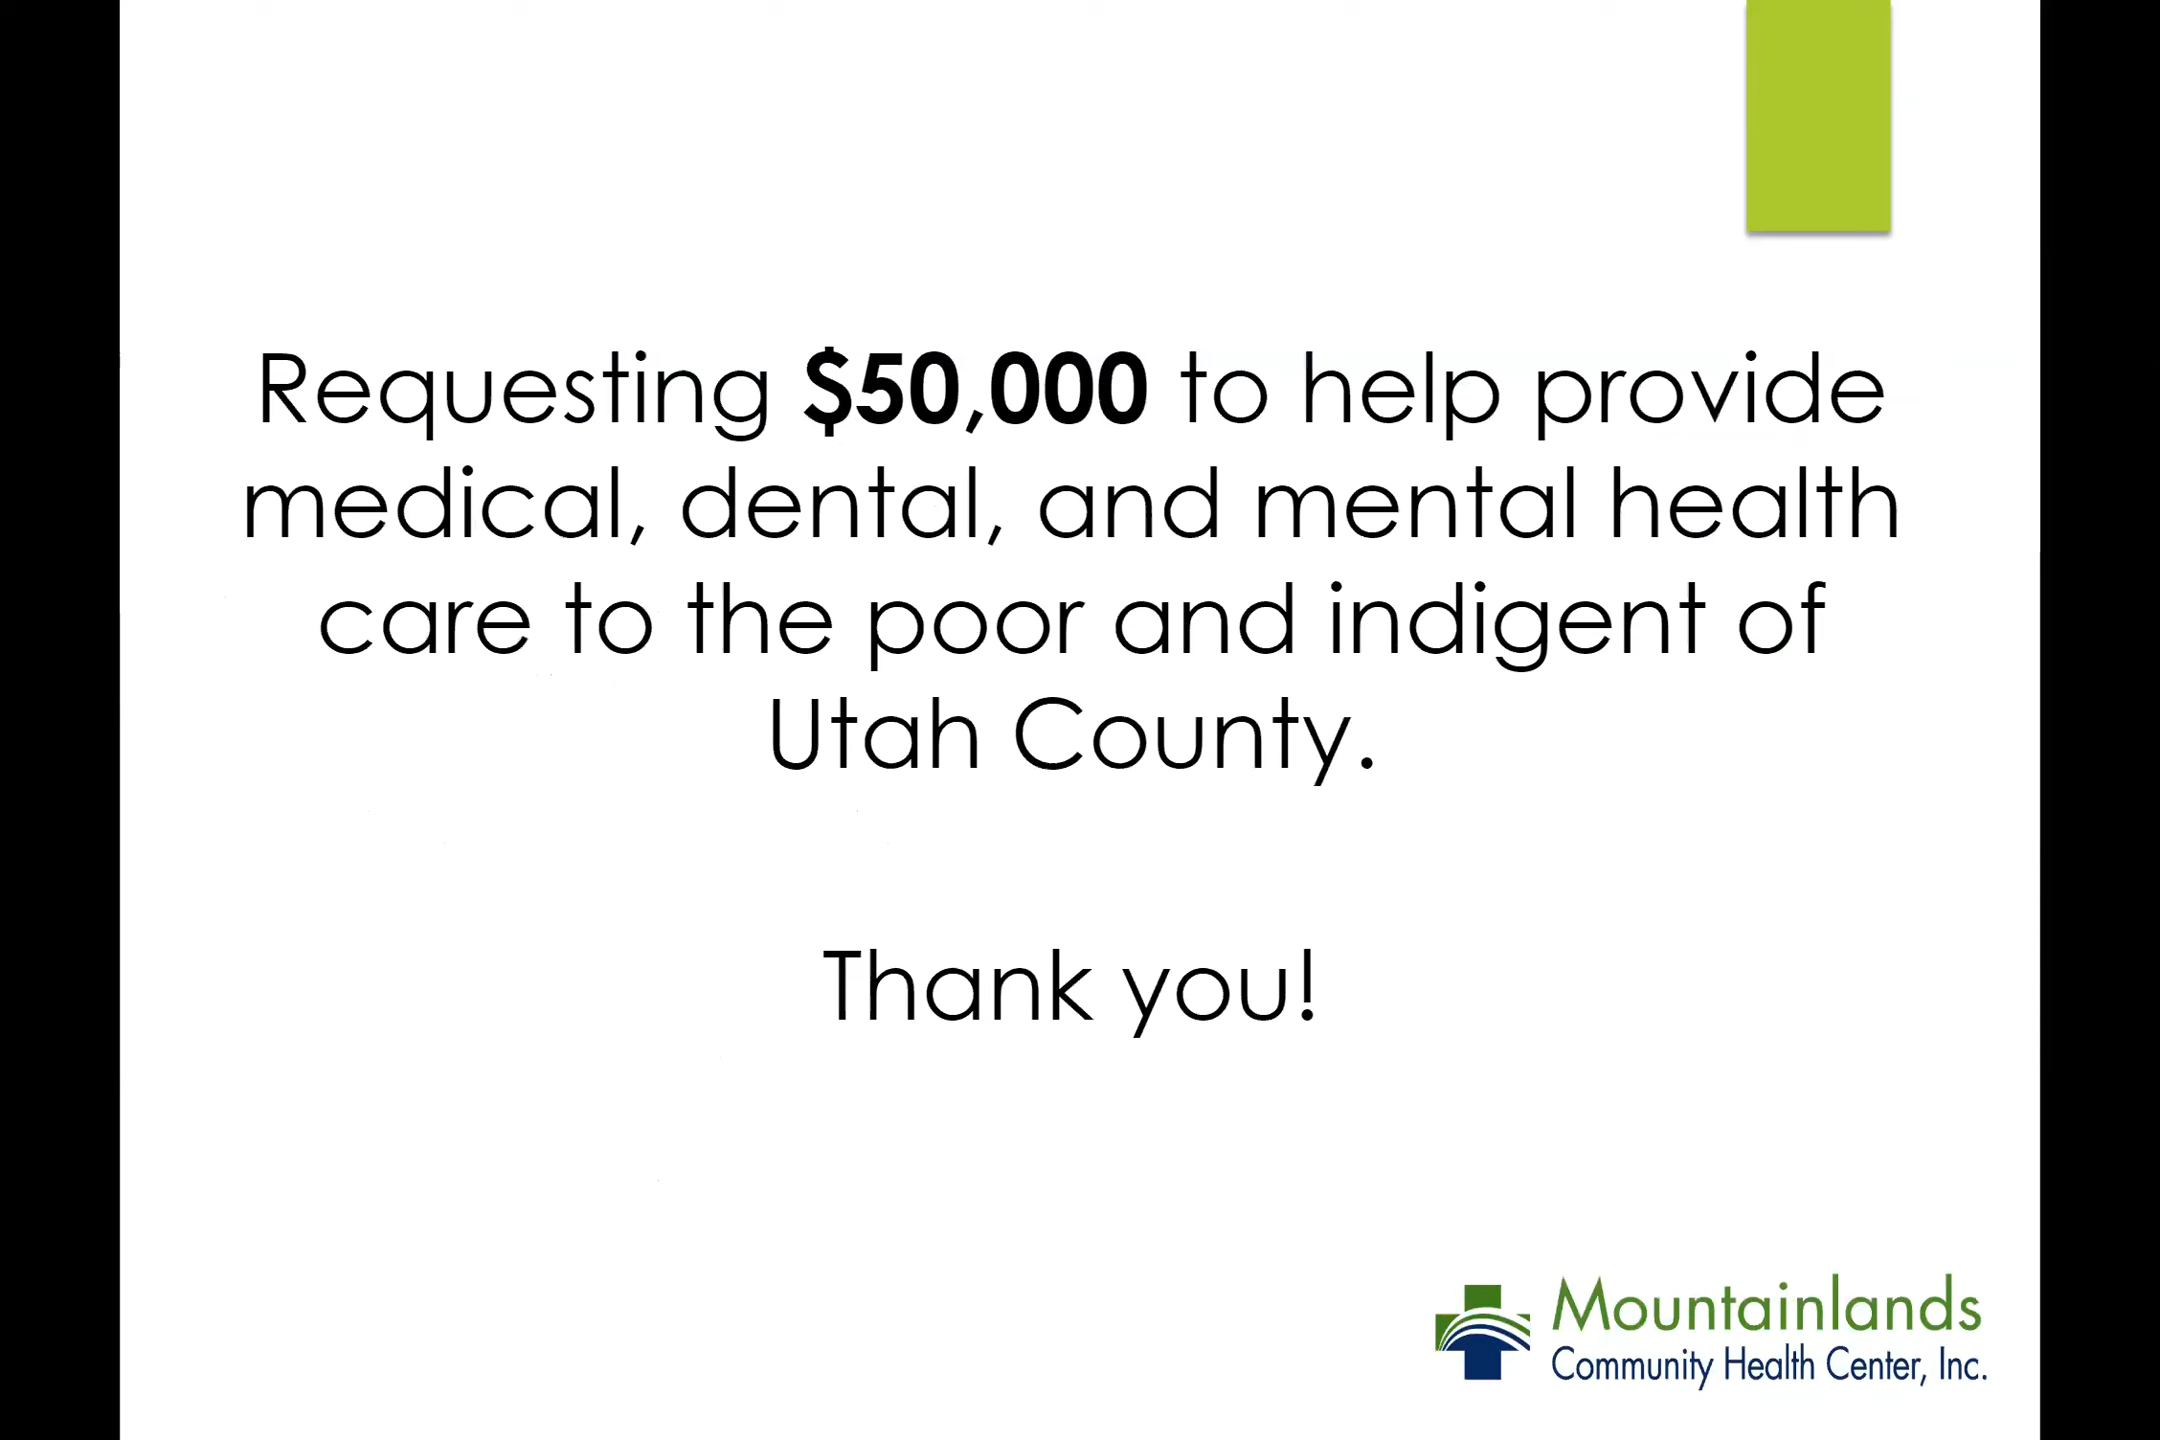 Requesting $50,000 to help provide
medical, dental, and mental health
care to the poor and indigent of
Utah County.
Thank you!
Mountainlands
Community Health Center, Inc.